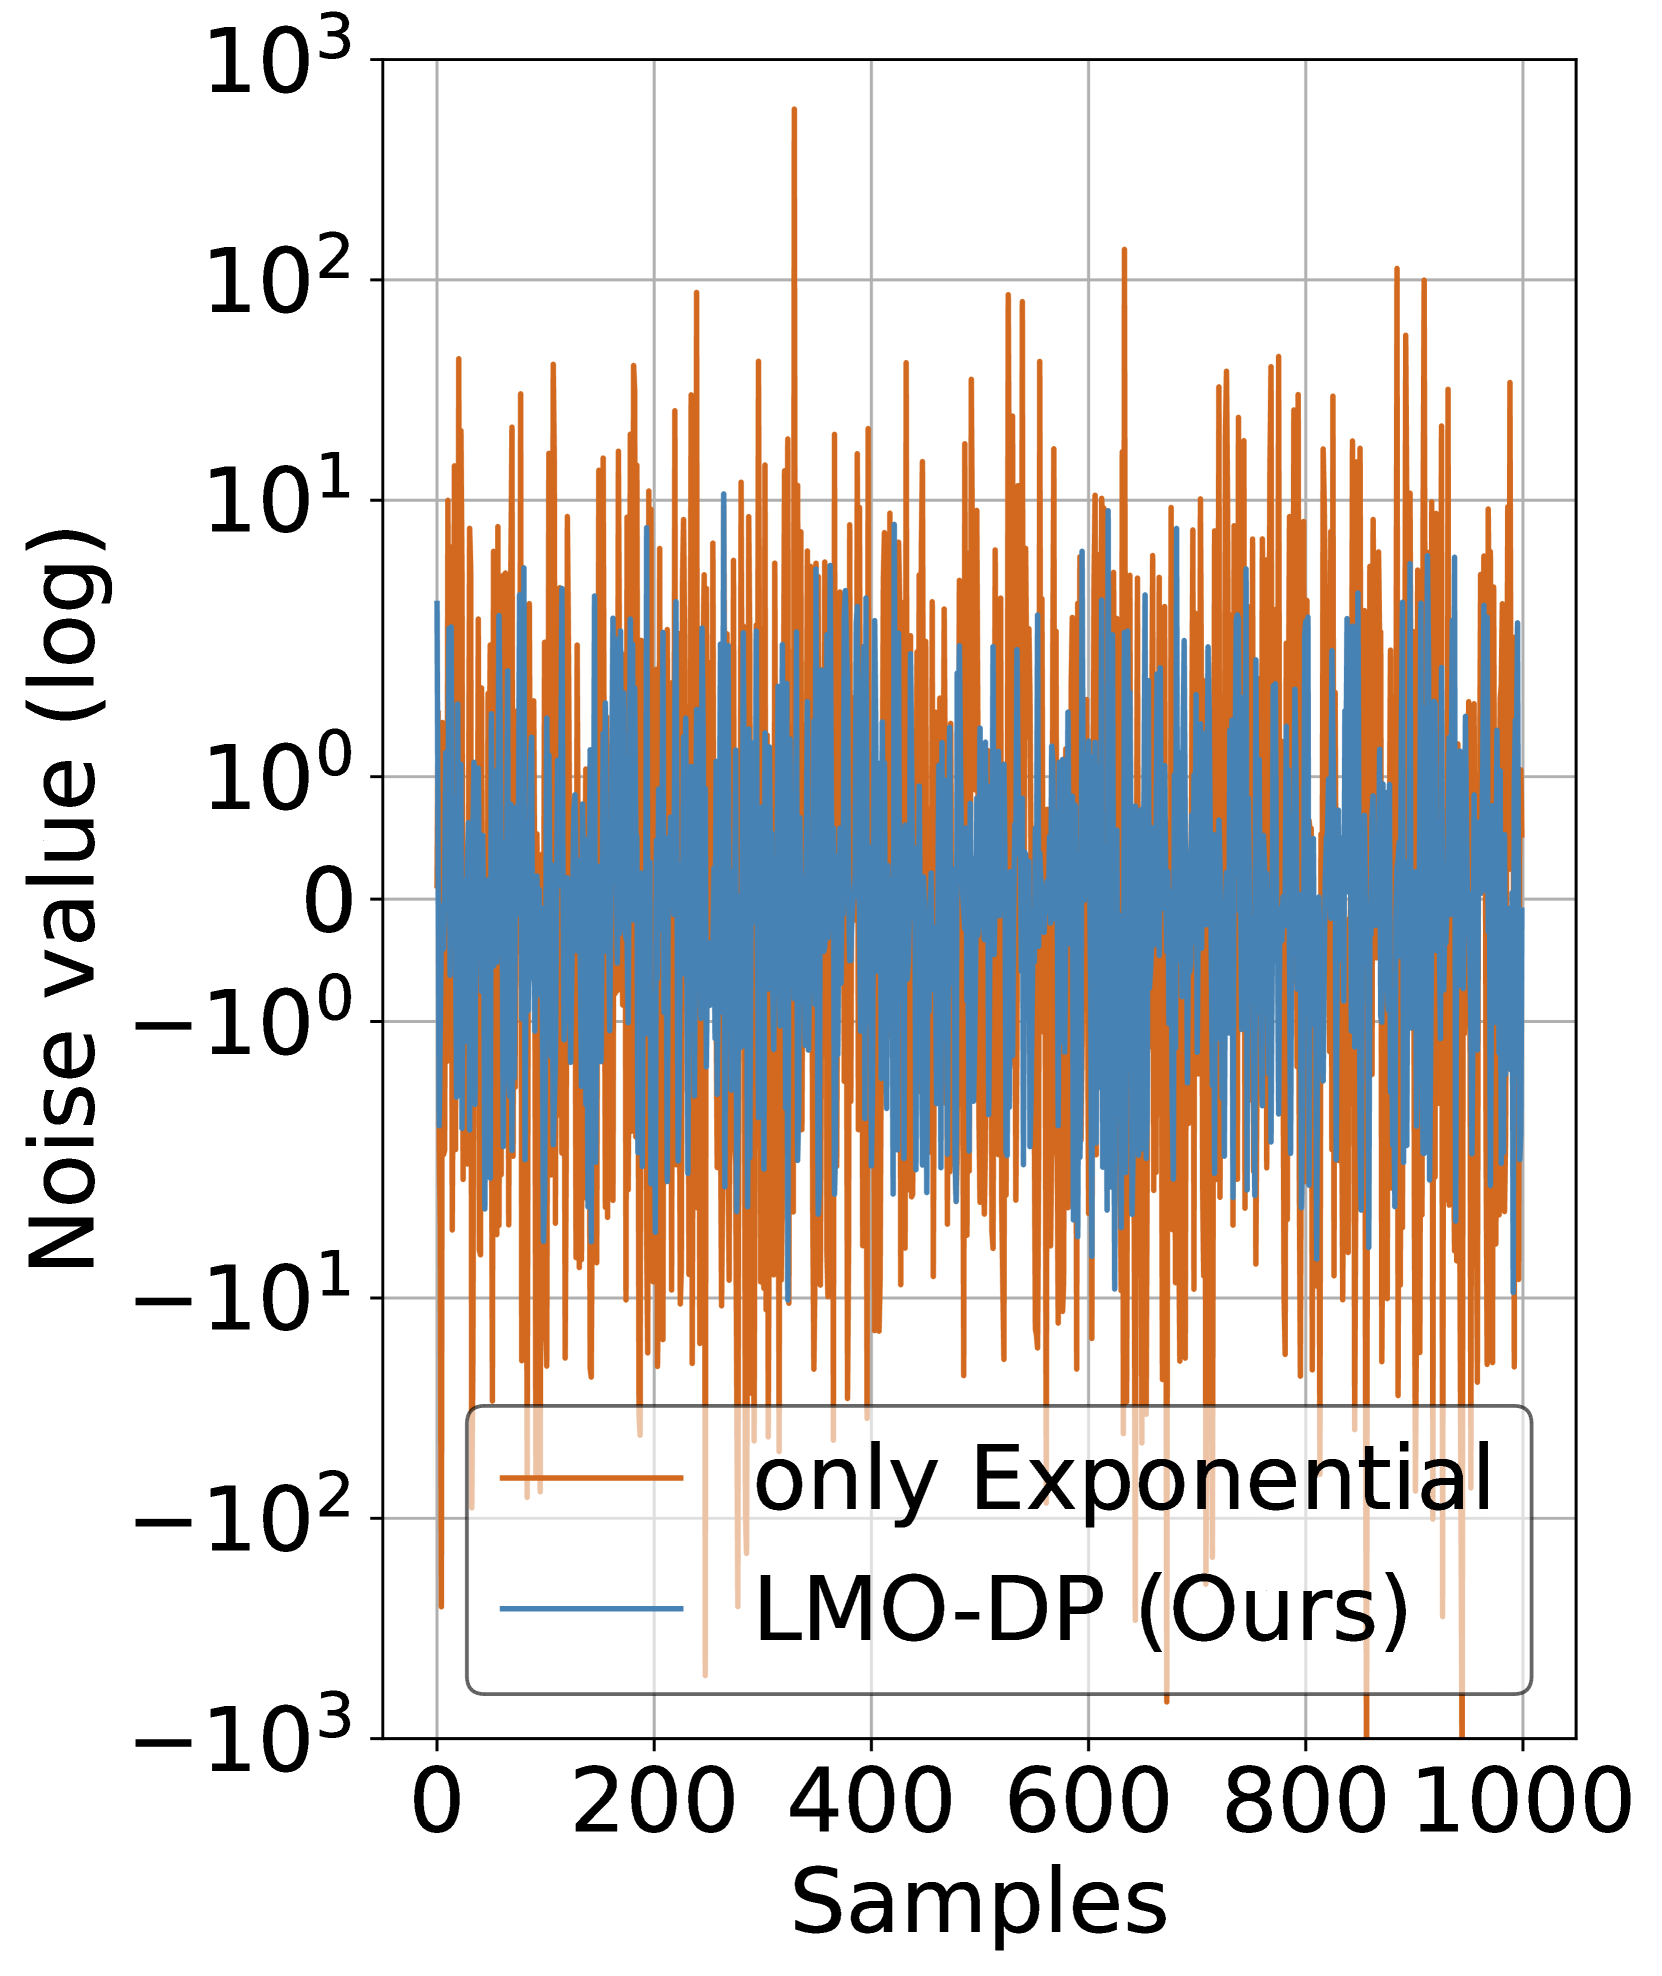 Noise value (log)
10³
10²
10¹
10⁰
0
−10⁰
−10¹
−10²
−10³
only Exponential
LMO-DP (Ours)
0 200 400 600 800 1000
Samples